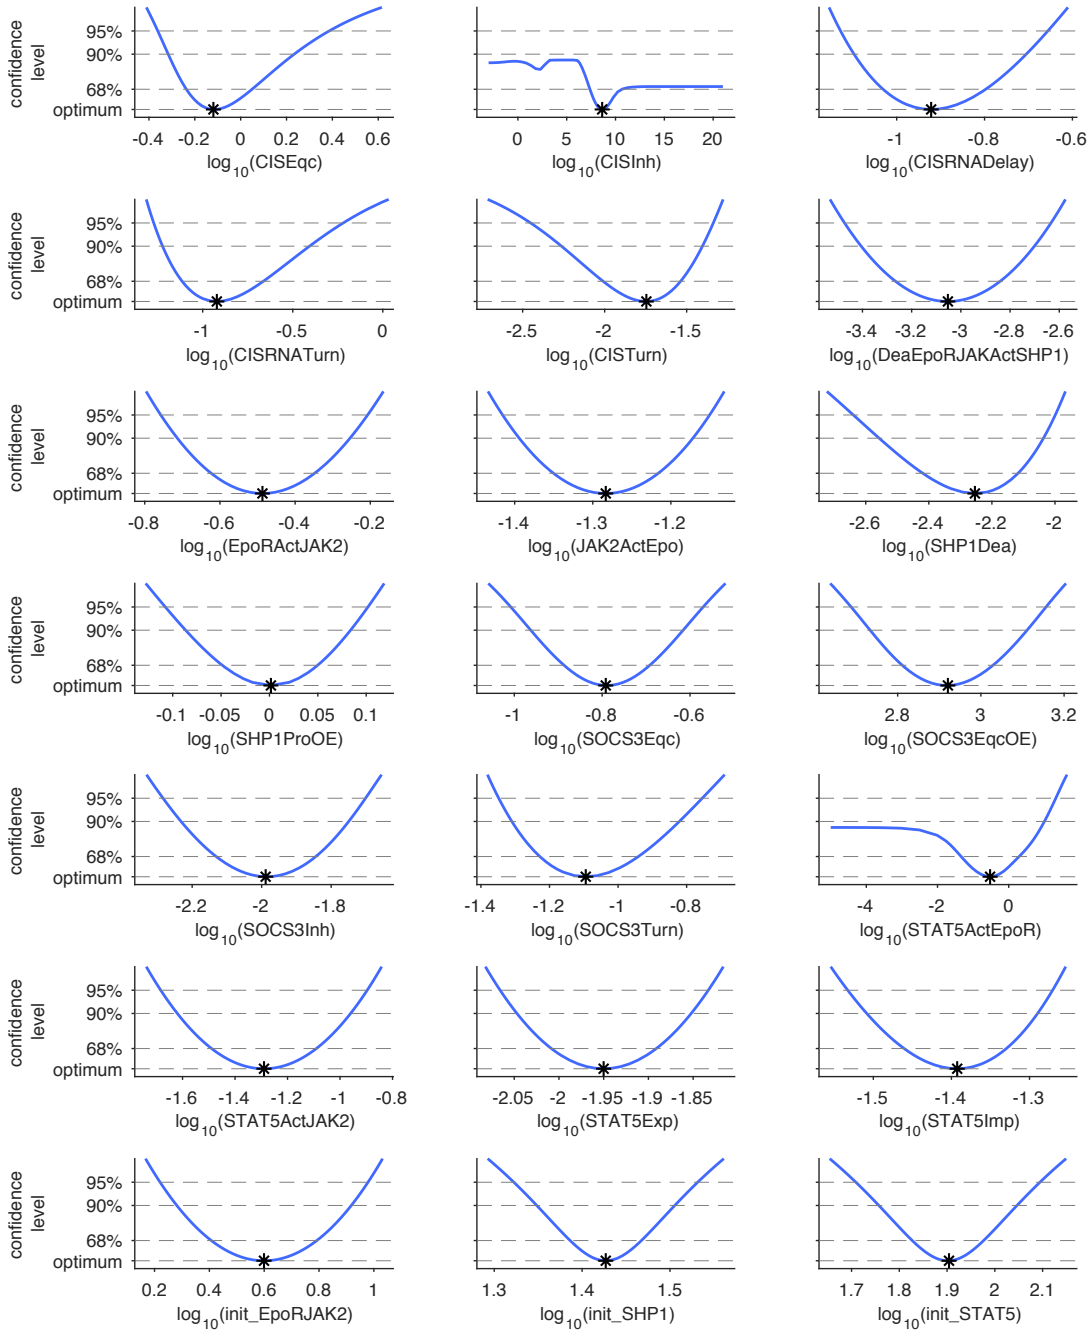 confidence
level
95%
90%
68%
optimum
-0.4 -0.2 0 0.2 0.4 0.6
log10(CISEqc)
0 5 10 15 20
log10(CISInh)
-1 -0.8 -0.6
log10(CISRNADelay)
confidence
level
95%
90%
68%
optimum
-1 -0.5 0
log10(CISRNATurn)
-2.5 -2 -1.5
log10(CISTurn)
-3.4 -3.2 -3 -2.8 -2.6
log10(DeaEpoRJAKActSHP1)
confidence
level
95%
90%
68%
optimum
-0.8 -0.6 -0.4 -0.2
log10(EpoRActJAK2)
-1.4 -1.3 -1.2
log10(JAK2ActEpo)
-2.6 -2.4 -2.2 -2
log10(SHP1Dea)
confidence
level
95%
90%
68%
optimum
-0.1 -0.05 0 0.05 0.1
log10(SHP1ProOE)
-1 -0.8 -0.6
log10(SOCS3Eqc)
2.8 3 3.2
log10(SOCS3EqcOE)
confidence
level
95%
90%
68%
optimum
-2.2 -2 -1.8
log10(SOCS3Inh)
-1.4 -1.2 -1 -0.8
log10(SOCS3Turn)
-4 -2 0
log10(STAT5ActEpoR)
confidence
level
95%
90%
68%
optimum
-1.6 -1.4 -1.2 -1 -0.8
log10(STAT5ActJAK2)
-2.05 -2 -1.95 -1.9 -1.85
log10(STAT5Exp)
-1.5 -1.4 -1.3
log10(STAT5Imp)
confidence
level
95%
90%
68%
optimum
0.2 0.4 0.6 0.8 1
log10(init_EpoRJAK2)
1.3 1.4 1.5
log10(init_SHP1)
1.7 1.8 1.9 2 2.1
log10(init_STAT5)